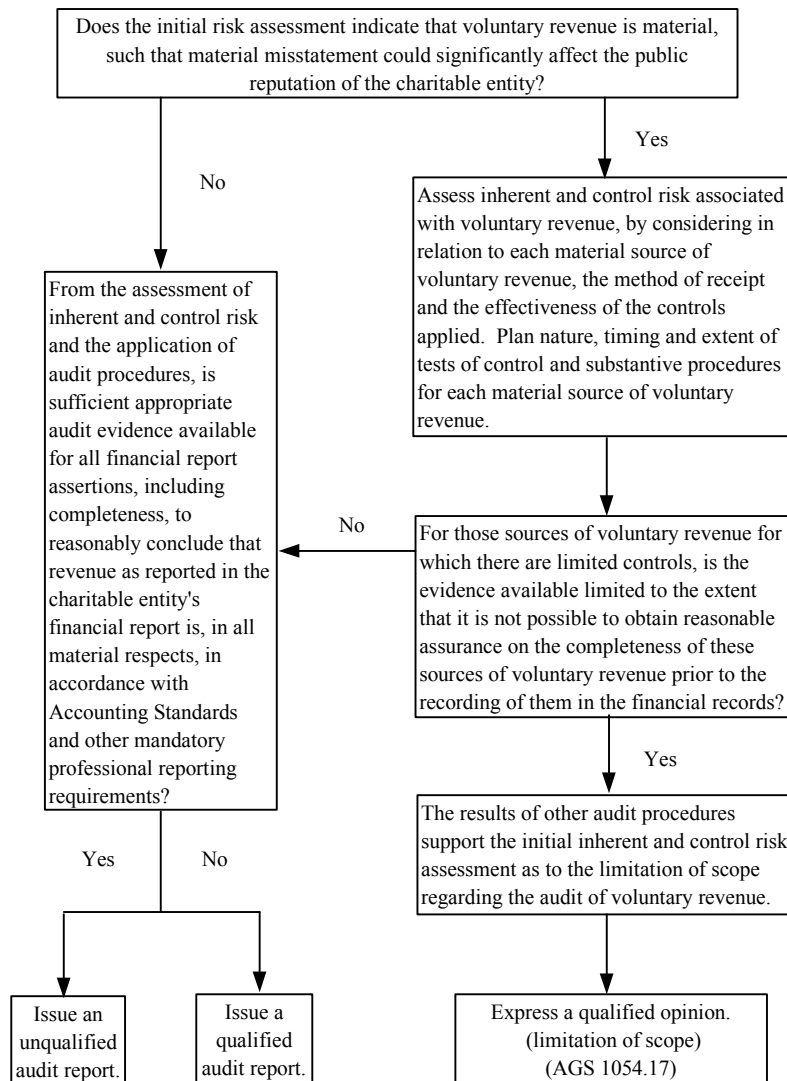 Does the initial risk assessment indicate that voluntary revenue is material,
such that material misstatement could significantly affect the public
reputation of the charitable entity?
No
Yes
Assess inherent and control risk associated
with voluntary revenue, by considering in
relation to each material source of
voluntary revenue, the method of receipt
and the effectiveness of the controls
applied. Plan nature, timing and extent of
tests of control and substantive procedures
for each material source of voluntary
revenue.
From the assessment of
inherent and control risk
and the application of
audit procedures, is
sufficient appropriate
audit evidence available
for all financial report
assertions, including
completeness, to
reasonably conclude that
revenue as reported in the
charitable entity's
financial report is, in all
material respects, in
accordance with
Accounting Standards
and other mandatory
professional reporting
requirements?
No
For those sources of voluntary revenue for
which there are limited controls, is the
evidence available limited to the extent
that it is not possible to obtain reasonable
assurance on the completeness of these
sources of voluntary revenue prior to the
recording of them in the financial records?
Yes
The results of other audit procedures
support the initial inherent and control risk
assessment as to the limitation of scope
regarding the audit of voluntary revenue.
Yes
No
Issue an
unqualified
audit report.
Issue a
qualified
audit report.
Express a qualified opinion.
(limitation of scope)
(AGS 1054.17)